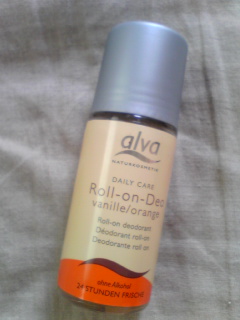 alva
NATURKOSMETIK
DAILY CARE
Roll-on-Deo
vanille/orange
Roll-on deodorant
Déodorant roll-on
Deodorante roll on
ohne Alkohol
24 STUNDEN FRISCHE